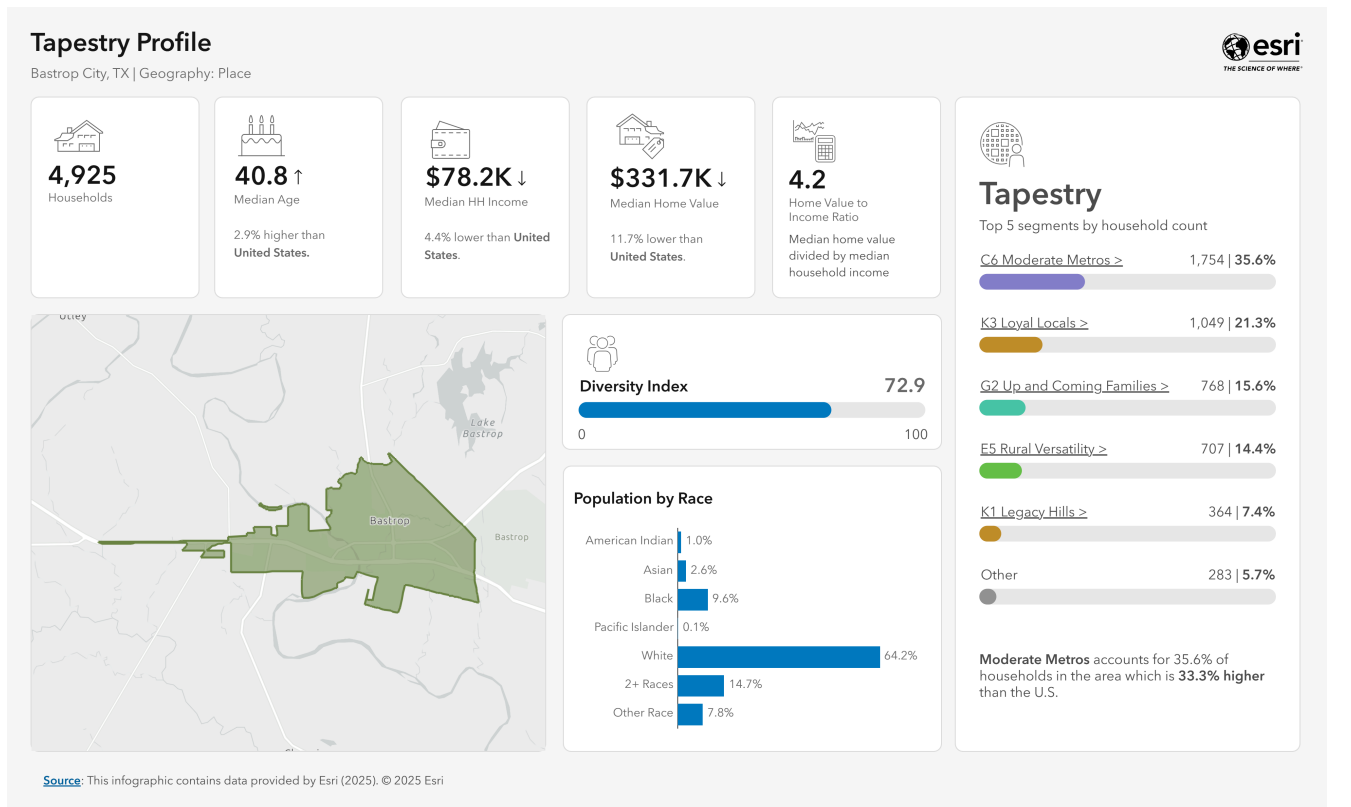 Tapestry Profile
Bastrop City, TX | Geography: Place
esri
THE SCIENCE OF WHERE®
4,925
Households
40.8 ↑
Median Age
2.9% higher than
United States.
$78.2K ↓
Median HH Income
4.4% lower than United
States.
$331.7K ↓
Median Home Value
11.7% lower than
United States.
4.2
Home Value to
Income Ratio
Median home value
divided by median
household income
Tapestry
Top 5 segments by household count
C6 Moderate Metros > 1,754 | 35.6%
K3 Loyal Locals > 1,049 | 21.3%
G2 Up and Coming Families > 768 | 15.6%
E5 Rural Versatility > 707 | 14.4%
K1 Legacy Hills > 364 | 7.4%
Other 283 | 5.7%
Moderate Metros accounts for 35.6% of
households in the area which is 33.3% higher
than the U.S.
Utley
Lake
Bastrop
Bastrop
Bastrop
Diversity Index 72.9
0 100
Population by Race
American Indian 1.0%
Asian 2.6%
Black 9.6%
Pacific Islander 0.1%
White 64.2%
2+ Races 14.7%
Other Race 7.8%
Source: This infographic contains data provided by Esri (2025). © 2025 Esri